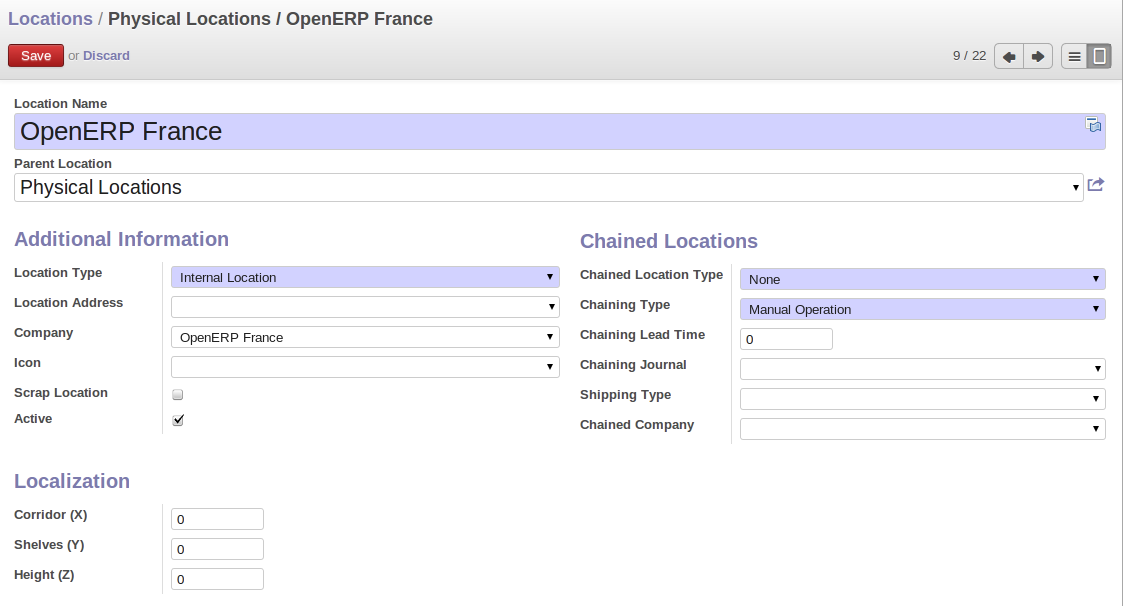 Locations / Physical Locations / OpenERP France
Save or Discard
9 / 22
Location Name
OpenERP France
Parent Location
Physical Locations
Additional Information
Location Type Internal Location
Location Address
Company OpenERP France
Icon
Scrap Location
Active
Chained Locations
Chained Location Type None
Chaining Type Manual Operation
Chaining Lead Time 0
Chaining Journal
Shipping Type
Chained Company
Localization
Corridor (X) 0
Shelves (Y) 0
Height (Z) 0